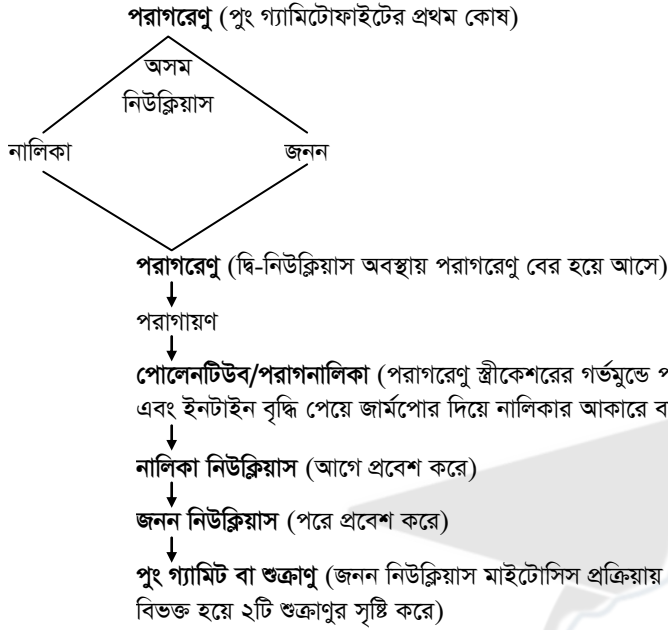 পরাগরেণু (পুং গ্যামিটোফাইটের প্রথম কোষ)
অসম
নিউক্লিয়াস
নালিকা
জনন
পরাগরেণু (দ্বি-নিউক্লিয়াস অবস্থায় পরাগরেণু বের হয়ে আসে)
পরাগায়ণ
পোলেনটিউব/পরাগনালিকা (পরাগরেণু স্ত্রীকেশরের গর্ভমুন্ডে
এবং ইনটাইন বৃদ্ধি পেয়ে জার্মপোর দিয়ে নালিকার আকারে
নালিকা নিউক্লিয়াস (আগে প্রবেশ করে)
জনন নিউক্লিয়াস (পরে প্রবেশ করে)
পুং গ্যামিট বা শুক্রাণু (জনন নিউক্লিয়াস মাইটোসিস প্রক্রিয়ায়
বিভক্ত হয়ে ২টি শুক্রাণুর সৃষ্টি করে)